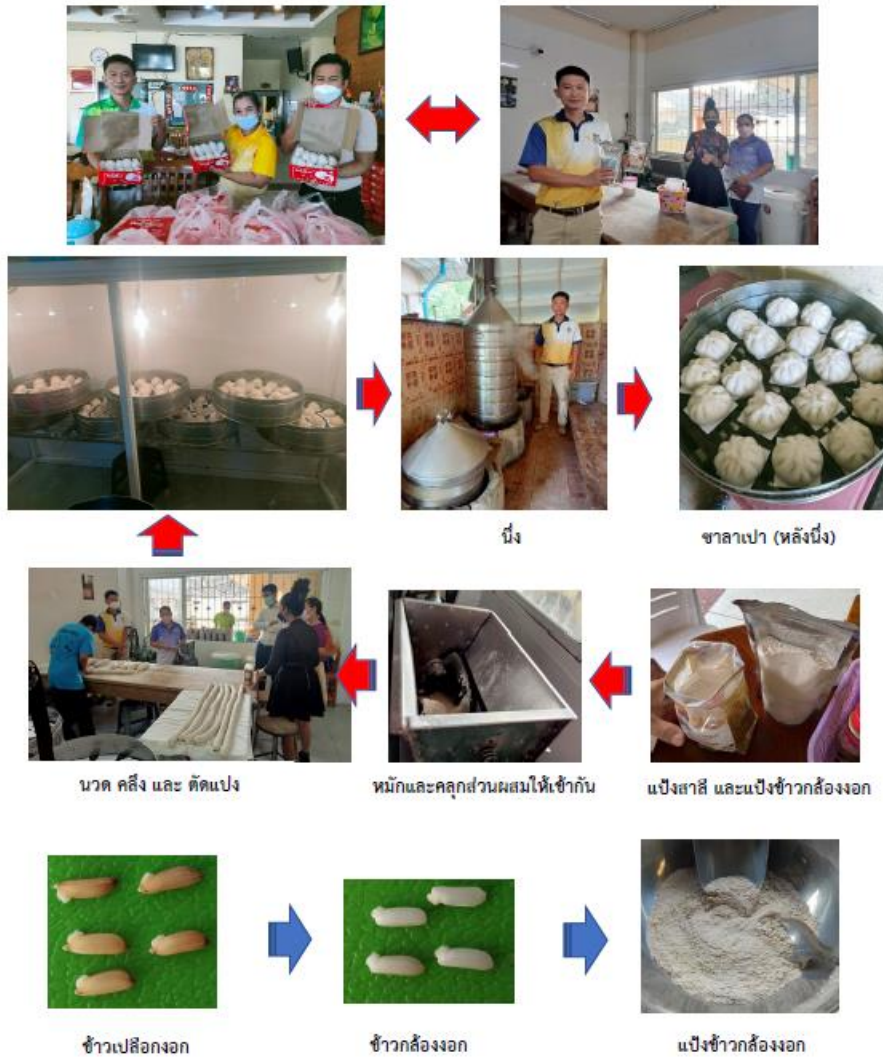 นึ่ง
ซาลาเปา (หลังนึ่ง)
นวด คลึง และ ตัดแปง
หมักและคลุกส่วนผสมให้เข้ากัน
แป้งสาลี และแป้งข้าวกล้องงอก
ข้าวเปลือกงอก
ข้าวกล้องงอก
แป้งข้าวกล้องงอก